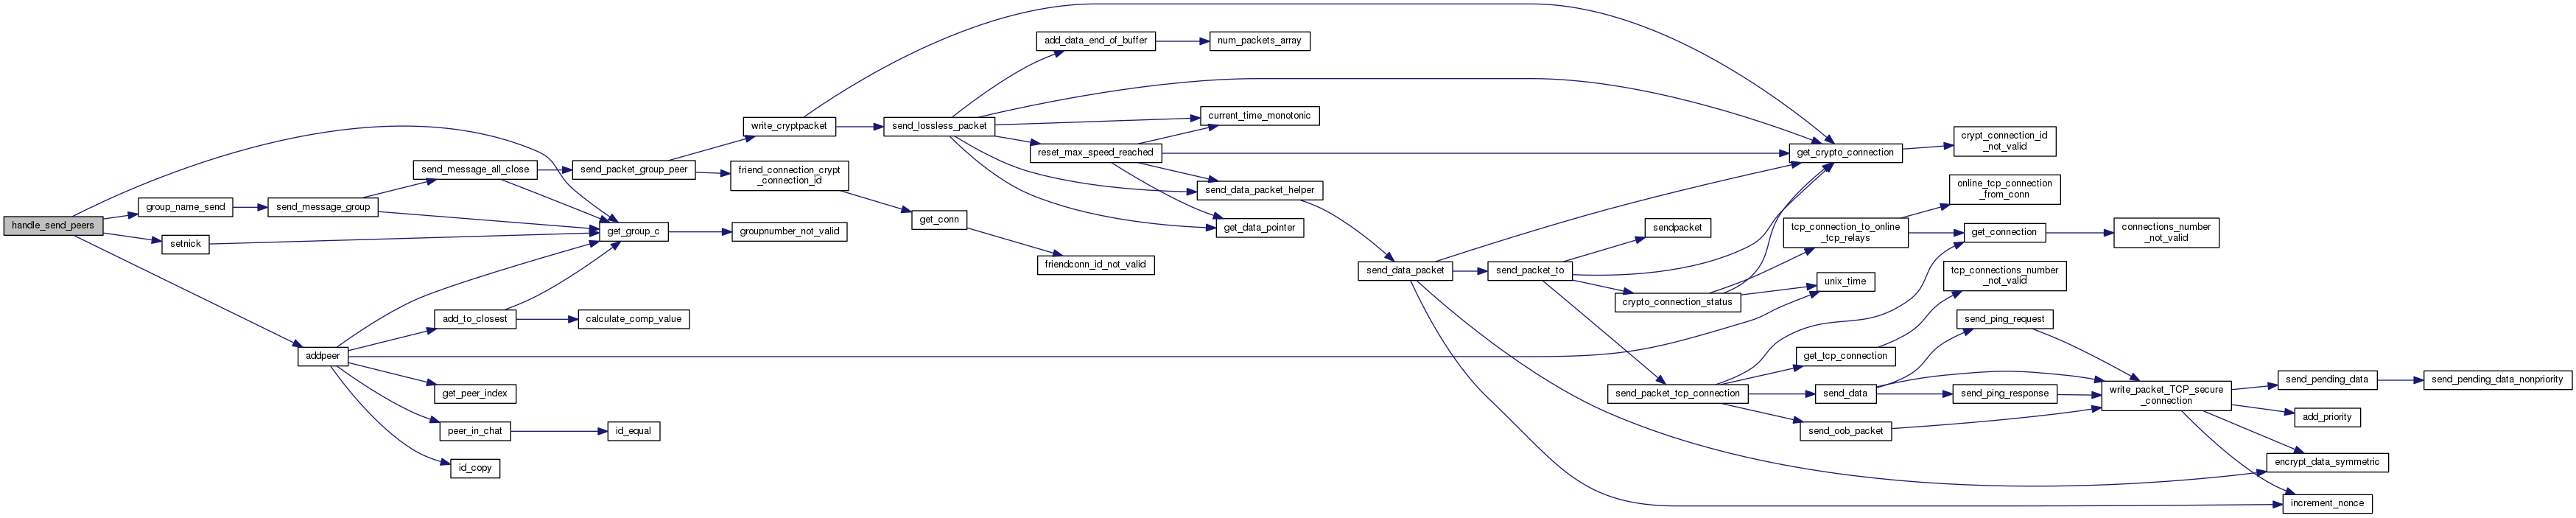 handle_send_peers
group_name_send
setnick
addpeer
send_message_group
send_message_all_close
add_to_closest
get_peer_index
peer_in_chat
id_copy
send_packet_group_peer
get_group_c
calculate_comp_value
id_equal
write_cryptpacket
friend_connection_crypt
_connection_id
groupnumber_not_valid
send_lossless_packet
get_conn
add_data_end_of_buffer
reset_max_speed_reached
friendconn_id_not_valid
num_packets_array
current_time_monotonic
send_data_packet_helper
get_data_pointer
send_data_packet
send_packet_to
sendpacket
crypto_connection_status
send_packet_tcp_connection
get_crypto_connection
tcp_connection_to_online
_tcp_relays
unix_time
get_tcp_connection
send_data
send_oob_packet
crypt_connection_id
_not_valid
online_tcp_connection
_from_conn
get_connection
tcp_connections_number
_not_valid
send_ping_request
send_ping_response
connections_number
_not_valid
write_packet_TCP_secure
_connection
send_pending_data
add_priority
encrypt_data_symmetric
increment_nonce
send_pending_data_nonpriority